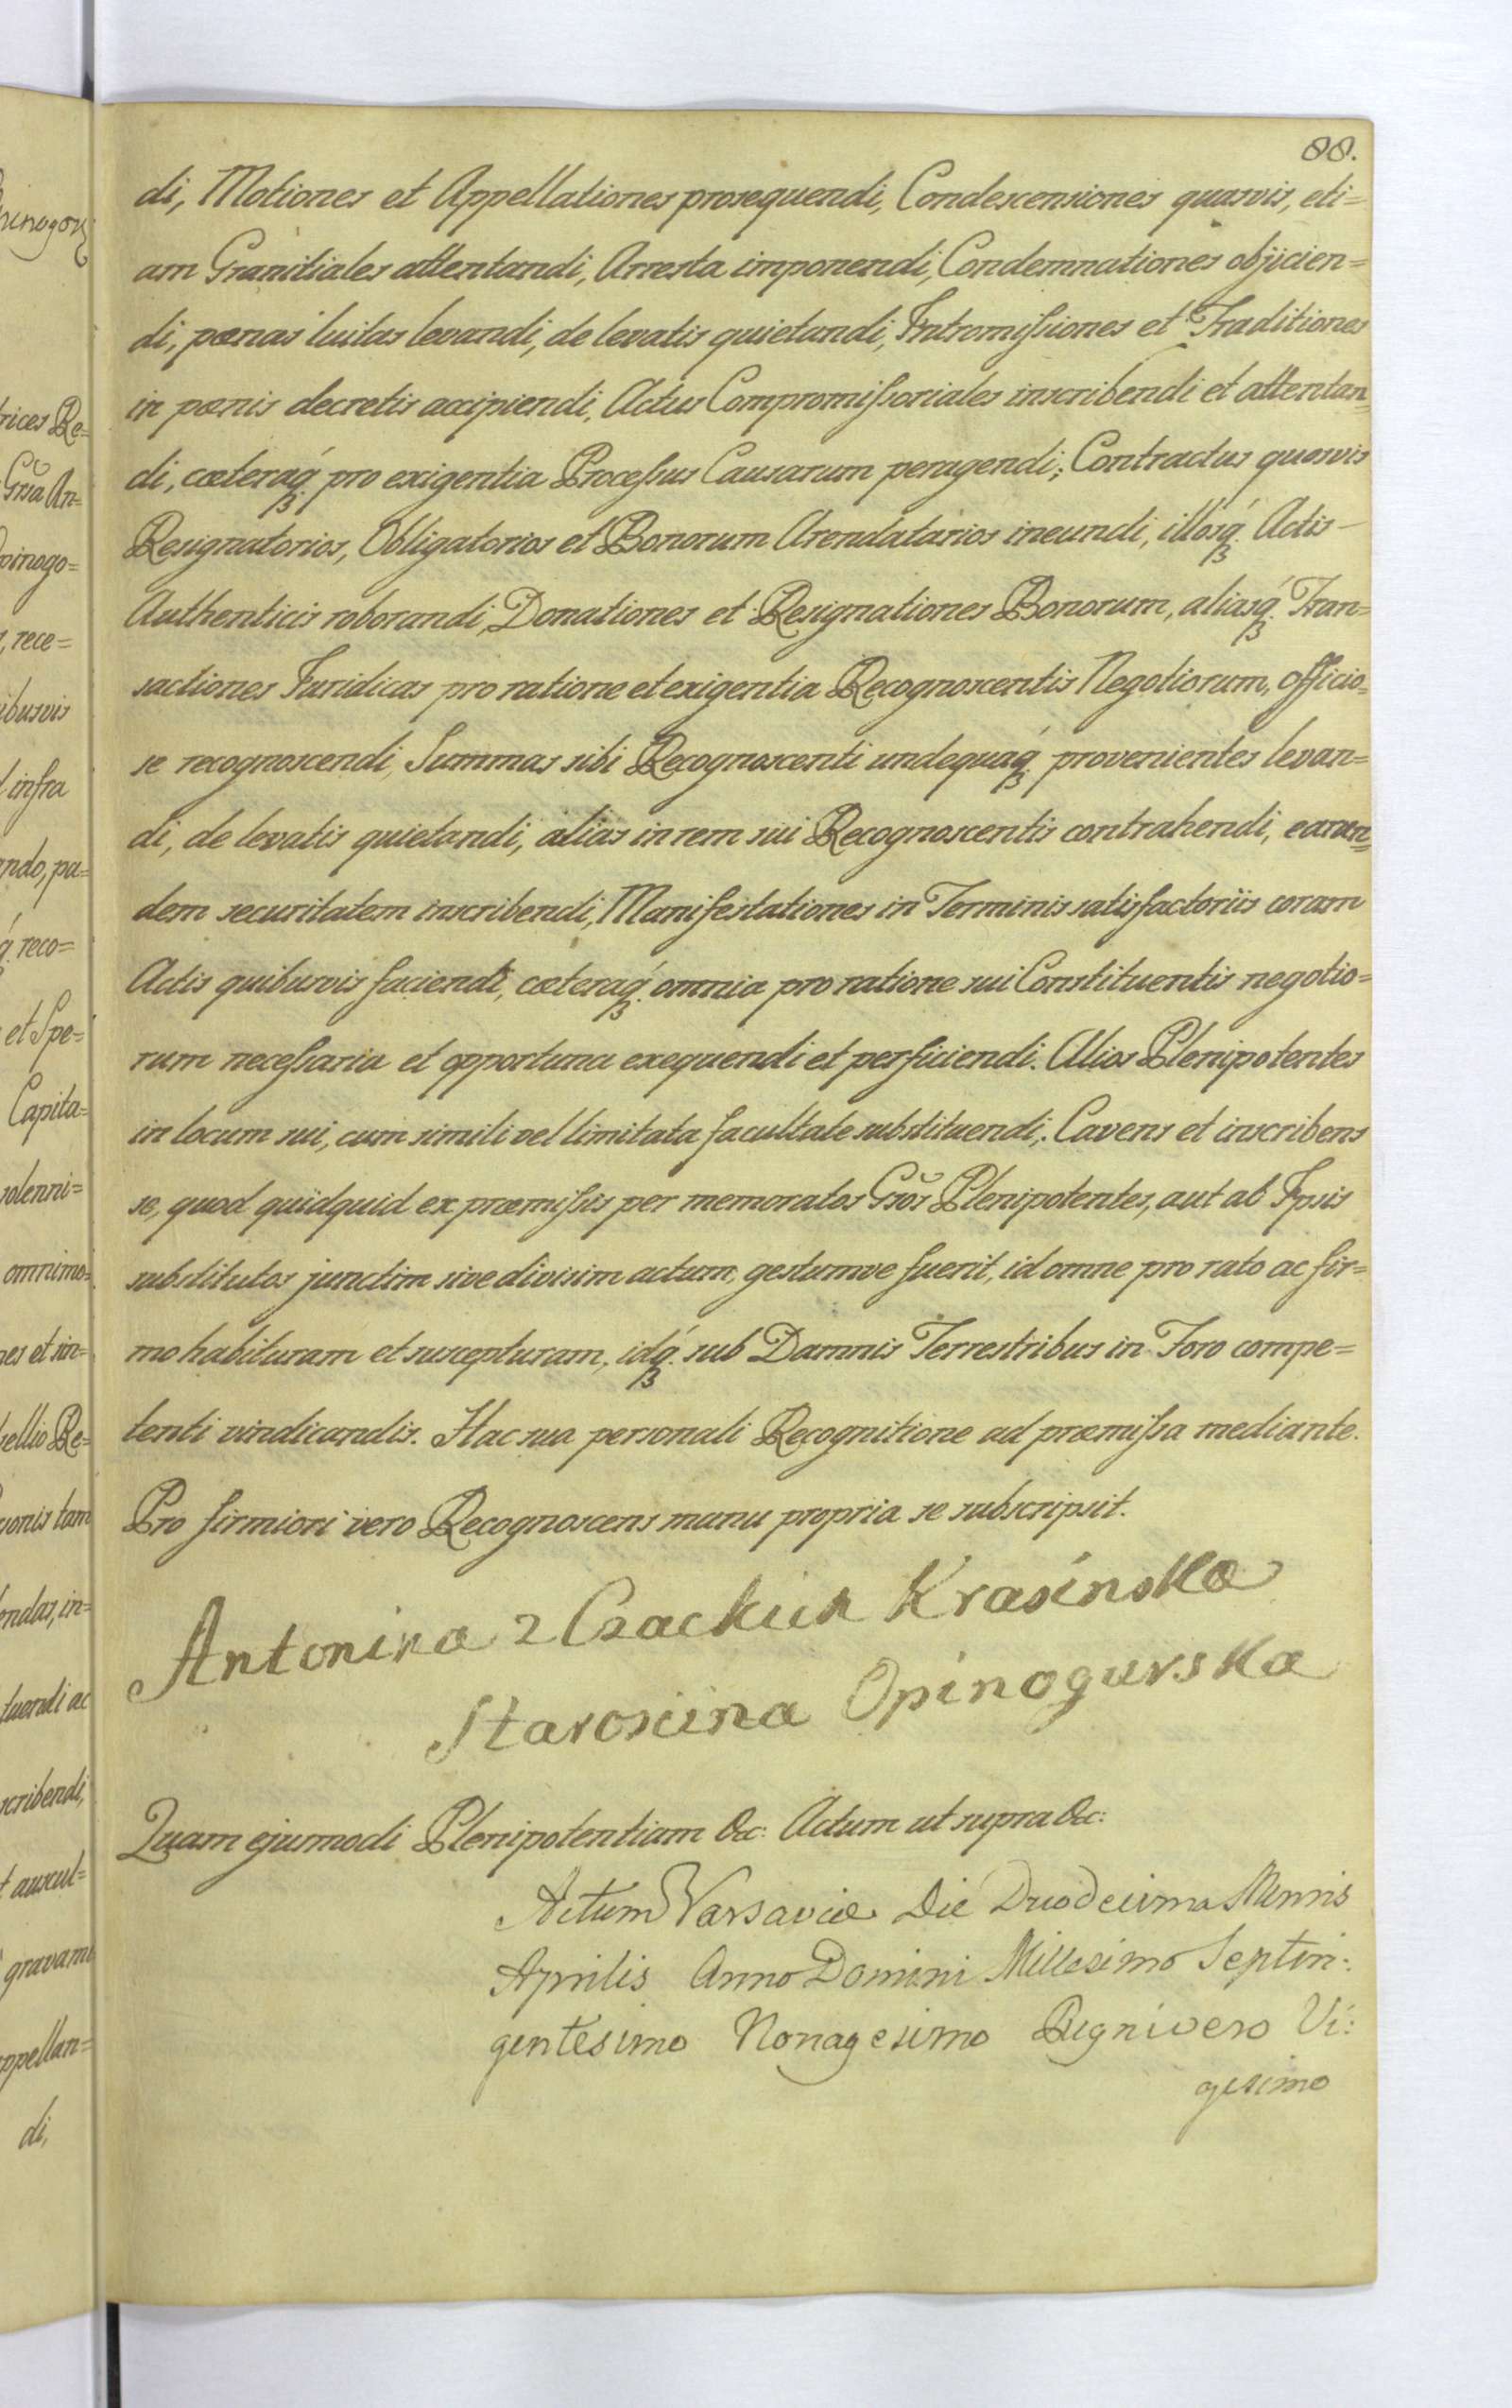 88.
di, Motiones et Appellationes prosequendi, Condescensiones quasvis, eti=
am Granitiales attentandi, Arresta imponendi, Condemnationes objicien=
di, pœnas luitas levandi, de levatis quietandi, Intromissiones et Traditiones
in pœnis decretis accipiendi, Actus Compromissoriales inscribendi et attentan=
di, cœteraq́ʒ pro exigentia Processus Causarum peragendi; Contractus quosvis
Resignatorios, Obligatorios et Bonorum Arendatarios ineundi, illosq́ʒ Actis
Authenticis roborandi, Donationes et Resignationes Bonorum, aliasq́ʒ Tran=
sactiones Juridicas pro ratione et exigentia Recognoscentis Negotiorum, officio=
se recognoscendi, Summas sibi Recognoscenti undequaq́ʒ provenientes levan=
di, de levatis quietandi, alias in rem sui Recognoscentis contrahendi, earun=
dem securitatem inscribendi, Manifestationes in Terminis satisfactoriis coram
Actis quibusvis faciendi, cœteraq́ʒ omnia pro ratione sui Constituentis negotio=
rum necessaria et opportuna exequendi et perficiendi. Alios Plenipotentes
in locum sui, cum simili vel limitata facultate substituendi; Cavens et inscribens
se, quod quidquid ex præmissis per memoratos Gsos Plenipotentes, aut ab Ipsis
substitutos junctim sive divisim actum, gestumve fuerit, id omne pro rato ac fir=
mo habituram et suscepturam, idq́ʒ sub Damnis Terrestribus in Foro compe=
tenti vindicandis. Hac sua personali Recognitione ad præmissa mediante.
Pro firmiori vero Recognoscens manu propria se subscripsit.
Antonina z Czackich Krasinska
Staroscina Opinogurska
Quam ejusmodi Plenipotentiam &c: Actum ut supra &c:
Actum Varsaviæ Die Duodecima Mensis
Aprilis Anno Domini Millesimo Septin:
gentesimo Nonagesimo Regni vero Vi:
gesimo